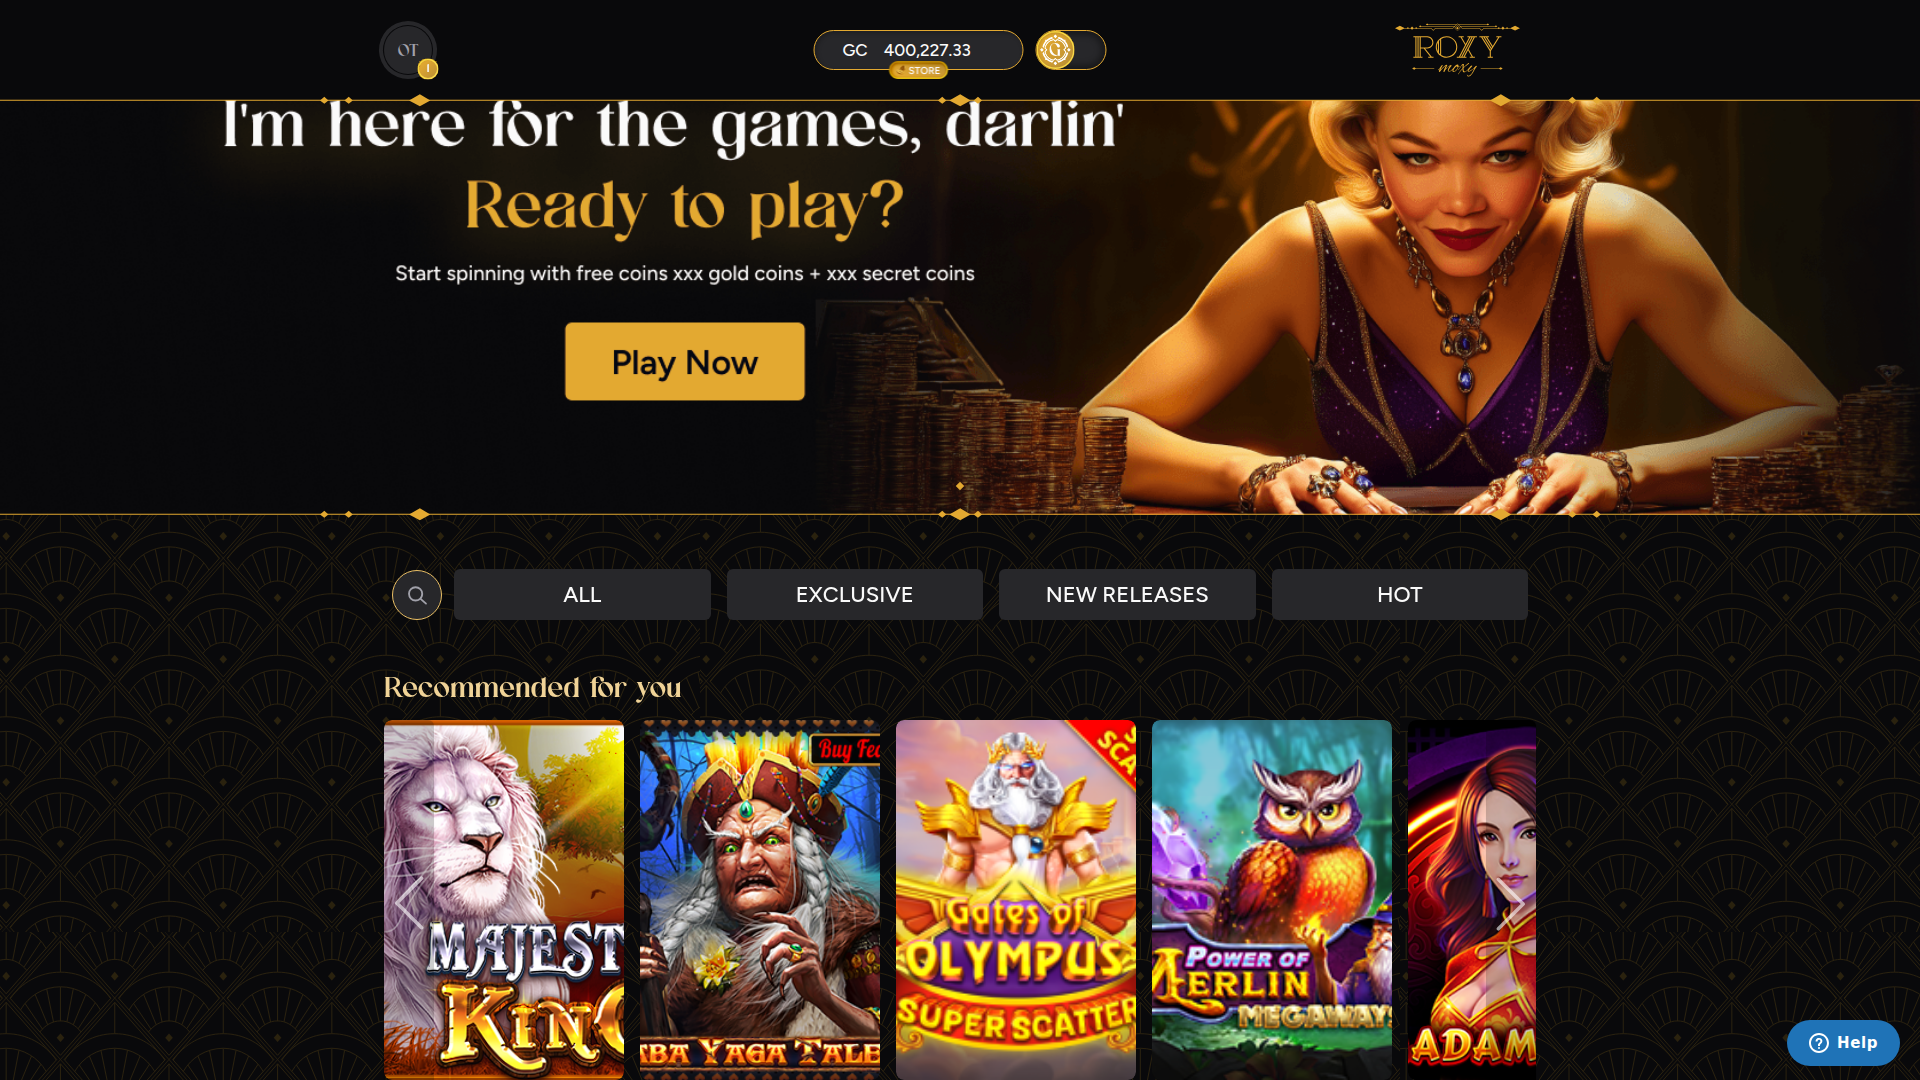 OT
1
GC 400,227.33
STORE
G
ROXY
moxy
I'm here for the games, darlin'
Ready to play?
Start spinning with free coins xxx gold coins + xxx secret coins
Play Now
ALL
EXCLUSIVE
NEW RELEASES
HOT
Recommended for you
MAJEST
KING
Buy Fea
BA YAGA TALE
SCA
Gates of
OLYMPUS
SUPER SCATTER
POWER OF
MERLIN
MEGAWAYS
ADAM
Help